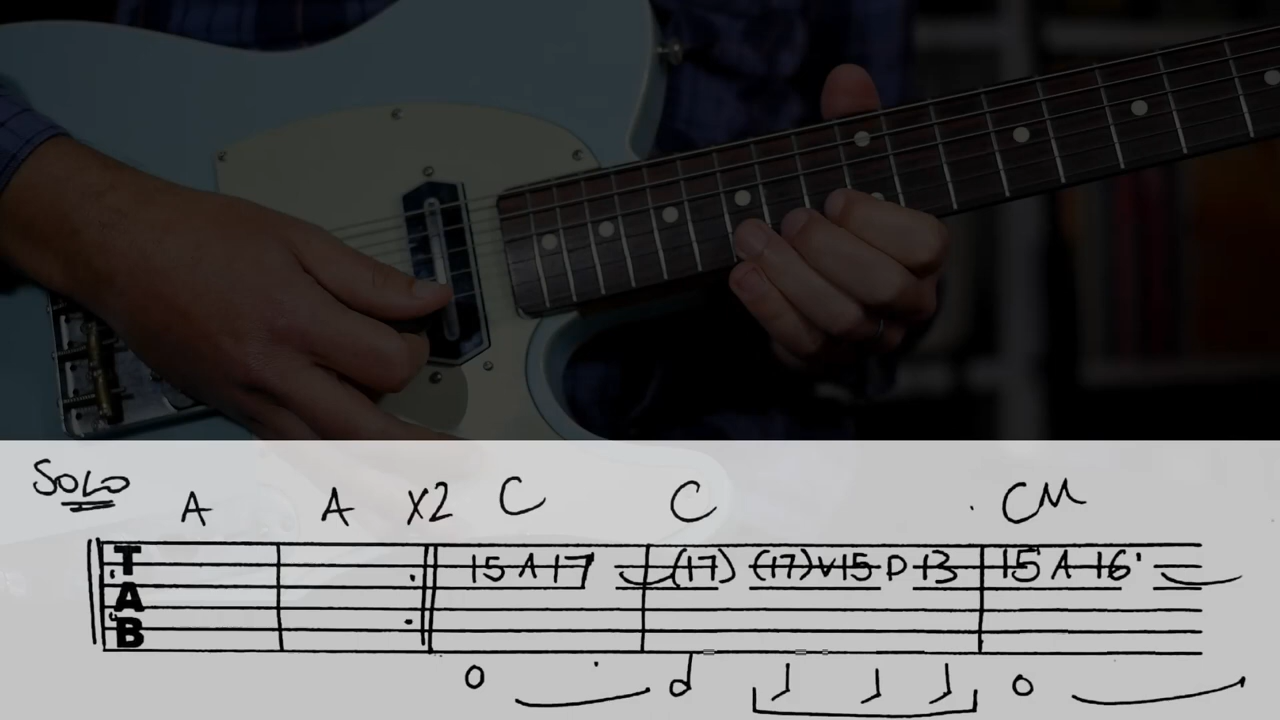 SOLO
A A X2 C C CM
T
A
B
15 ʌ 17 (17) (17) v 15 P 13 15 ʌ 16